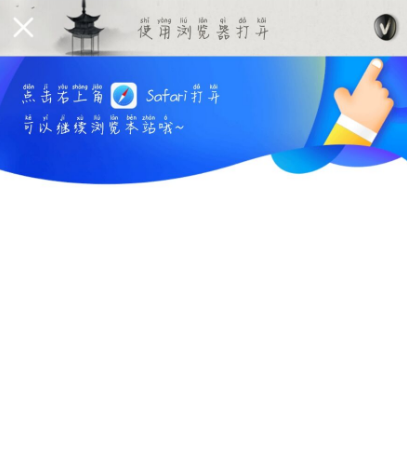 shǐ yòng liú lǎn qì dǎ kāi
使用浏览器打开
diǎn jī yòu shàng jiǎo dǎ kāi
点击右上角 Safari打开
kě yǐ jì xù liú lǎn běn zhàn ó
可以继续浏览本站哦~